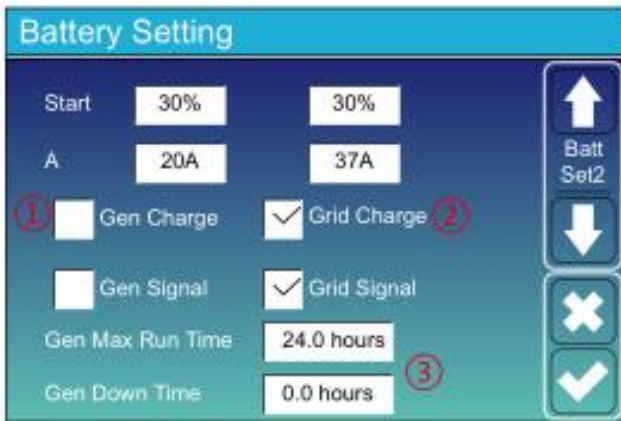 Battery Setting
Start 30% 30%
A 20A 37A
Batt
Set2
① Gen Charge Grid Charge ②
Gen Signal Grid Signal
Gen Max Run Time 24.0 hours
③
Gen Down Time 0.0 hours